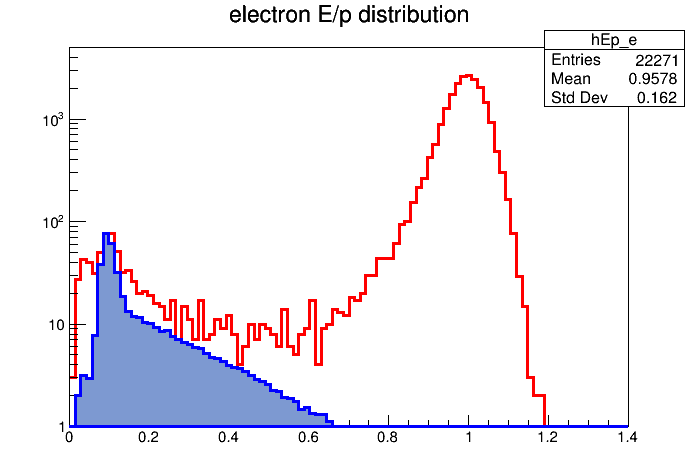 electron E/p distribution
hEp_e
Entries 22271
Mean 0.9578
Std Dev 0.162
10³
10²
10
1
0 0.2 0.4 0.6 0.8 1 1.2 1.4